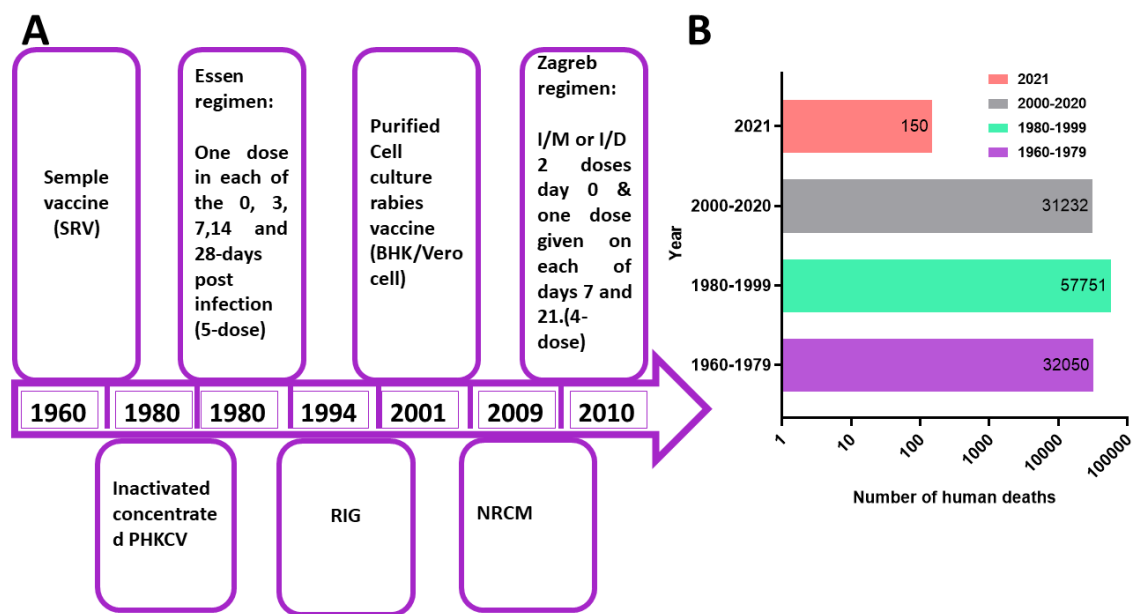 A
Semple
vaccine
(SRV)
Essen
regimen:
One dose
in each of
the 0, 3,
7,14 and
28-days
post
infection
(5-dose)
Purified
Cell
culture
rabies
vaccine
(BHK/Vero
cell)
Zagreb
regimen:
I/M or I/D
2 doses
day 0 &
one dose
given on
each of
days 7 and
21.(4-
dose)
1960
1980
1980
1994
2001
2009
2010
Inactivated
concentrate
d PHKCV
RIG
NRCM
B
2021
2000-2020
1980-1999
1960-1979
Year
2021
150
2000-2020
31232
1980-1999
57751
1960-1979
32050
1
10
100
1000
10000
100000
Number of human deaths